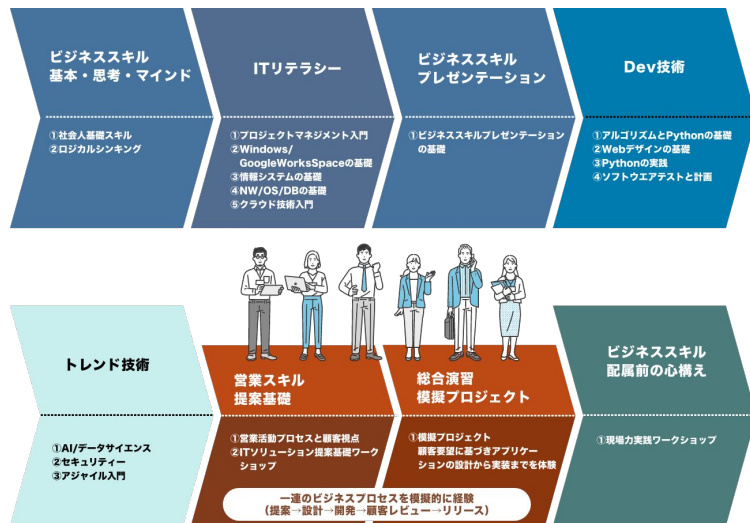 ビジネススキル
基本・思考・マインド
①社会人基礎スキル
②ロジカルシンキング
ITリテラシー
①プロジェクトマネジメント入門
②Windows/
GoogleWorksSpaceの基礎
③情報システムの基礎
④NW/OS/DBの基礎
⑤クラウド技術入門
ビジネススキル
プレゼンテーション
①ビジネススキルプレゼンテーション
の基礎
Dev技術
①アルゴリズムとPythonの基礎
②Webデザインの基礎
③Pythonの実践
④ソフトウエアテストと計画
トレンド技術
①AI/データサイエンス
②セキュリティー
③アジャイル入門
営業スキル
提案基礎
①営業活動プロセスと顧客視点
②ITソリューション提案基礎ワーク
ショップ
総合演習
模擬プロジェクト
①模擬プロジェクト
顧客要望に基づきアプリケー
ションの設計から実装までを体験
一連のビジネスプロセスを模擬的に経験
（提案→設計→開発→顧客レビュー→リリース）
ビジネススキル
配属前の心構え
①現場力実践ワークショップ